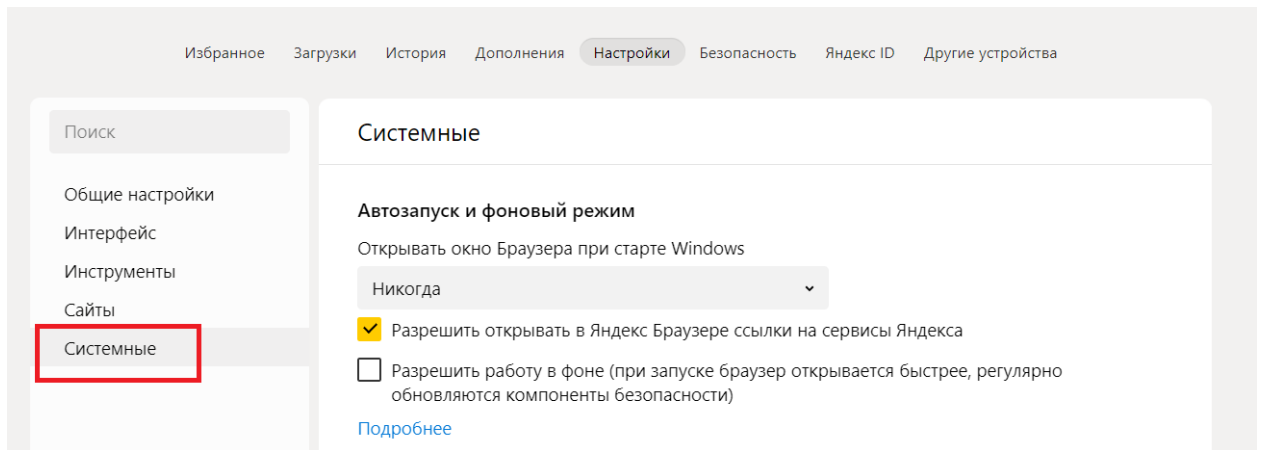 Избранное Загрузки История Дополнения Настройки Безопасность Яндекс ID Другие устройства
Поиск
Общие настройки
Интерфейс
Инструменты
Сайты
Системные
Системные
Автозапуск и фоновый режим
Открывать окно Браузера при старте Windows
Никогда
Разрешить открывать в Яндекс Браузере ссылки на сервисы Яндекса
Разрешить работу в фоне (при запуске браузер открывается быстрее, регулярно
обновляются компоненты безопасности)
Подробнее